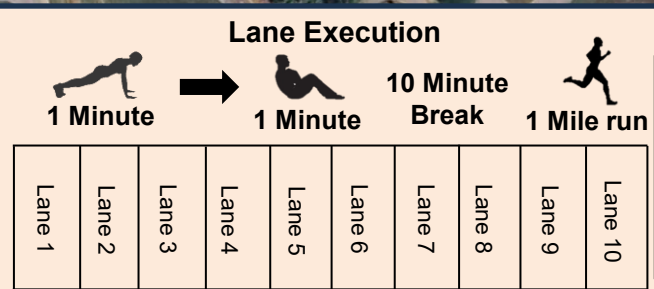 Lane Execution
1 Minute
1 Minute
10 Minute
Break
1 Mile run
Lane 1
Lane 2
Lane 3
Lane 4
Lane 5
Lane 6
Lane 7
Lane 8
Lane 9
Lane 10